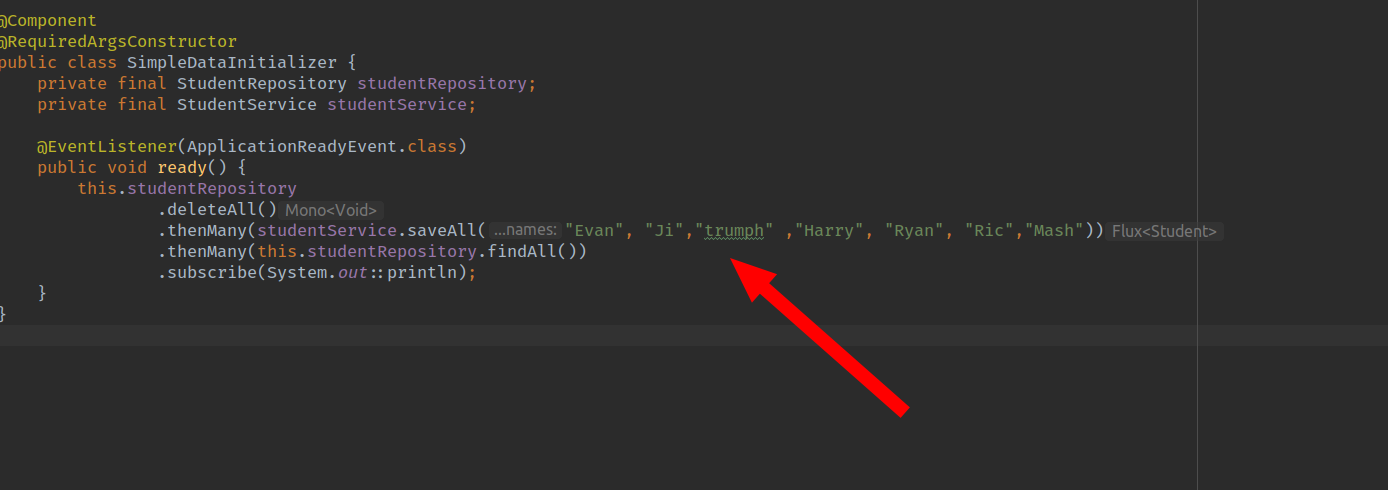 @Component
@RequiredArgsConstructor
public class SimpleDataInitializer {
    private final StudentRepository studentRepository;
    private final StudentService studentService;
    @EventListener(ApplicationReadyEvent.class)
    public void ready() {
        this.studentRepository
                .deleteAll() Mono<Void>
                .thenMany(studentService.saveAll( ...names: "Evan", "Ji","trumph" ,"Harry", "Ryan", "Ric","Mash")) Flux<Student>
                .thenMany(this.studentRepository.findAll())
                .subscribe(System.out::println);
    }
}